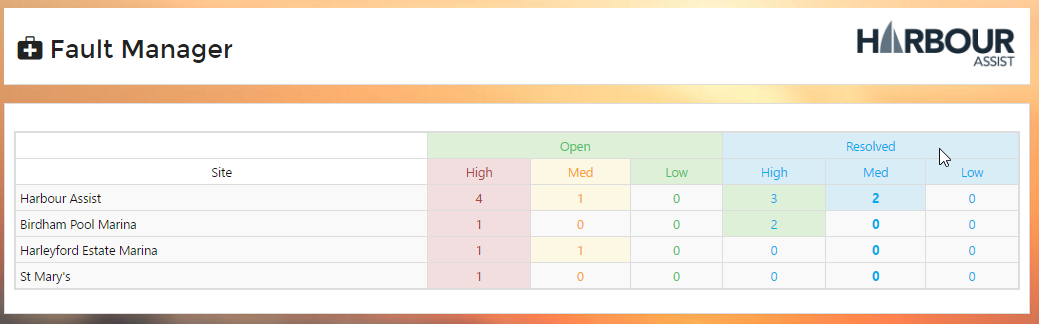 Fault Manager
HARBOUR
ASSIST
Open Resolved
Site High Med Low High Med Low
Harbour Assist 4 1 0 3 2 0
Birdham Pool Marina 1 0 0 2 0 0
Harleyford Estate Marina 1 1 0 0 0 0
St Mary's 1 0 0 0 0 0